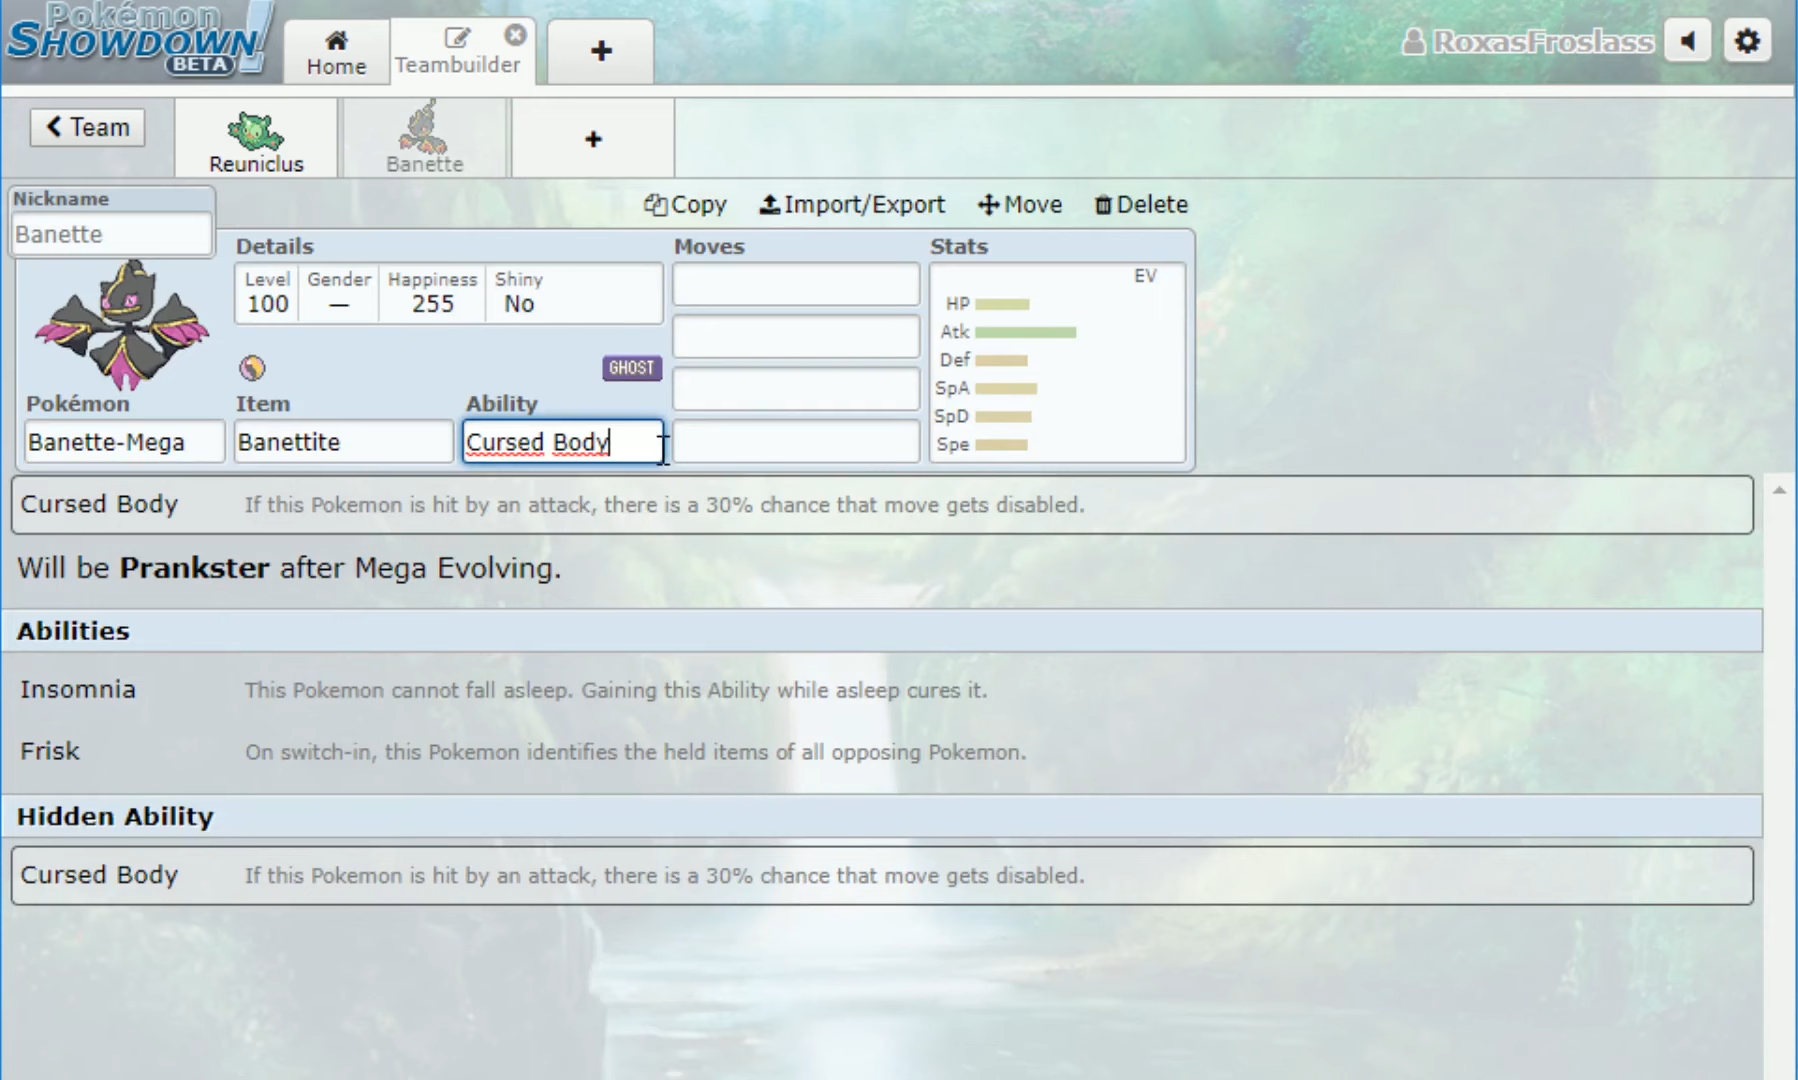 Pokémon
SHOWDOWN!
BETA
Home
Teambuilder
+
RoxasFroslass
Team
Reuniclus
Banette
+
Nickname
Banette
Copy
Import/Export
Move
Delete
Details
Moves
Stats
Level
Gender
Happiness
Shiny
100
—
255
No
EV
HP
Atk
Def
SpA
SpD
Spe
GHOST
Pokémon
Item
Ability
Banette-Mega
Banettite
Cursed Body
Cursed Body If this Pokemon is hit by an attack, there is a 30% chance that move gets disabled.
Will be Prankster after Mega Evolving.
Abilities
Insomnia This Pokemon cannot fall asleep. Gaining this Ability while asleep cures it.
Frisk On switch-in, this Pokemon identifies the held items of all opposing Pokemon.
Hidden Ability
Cursed Body If this Pokemon is hit by an attack, there is a 30% chance that move gets disabled.